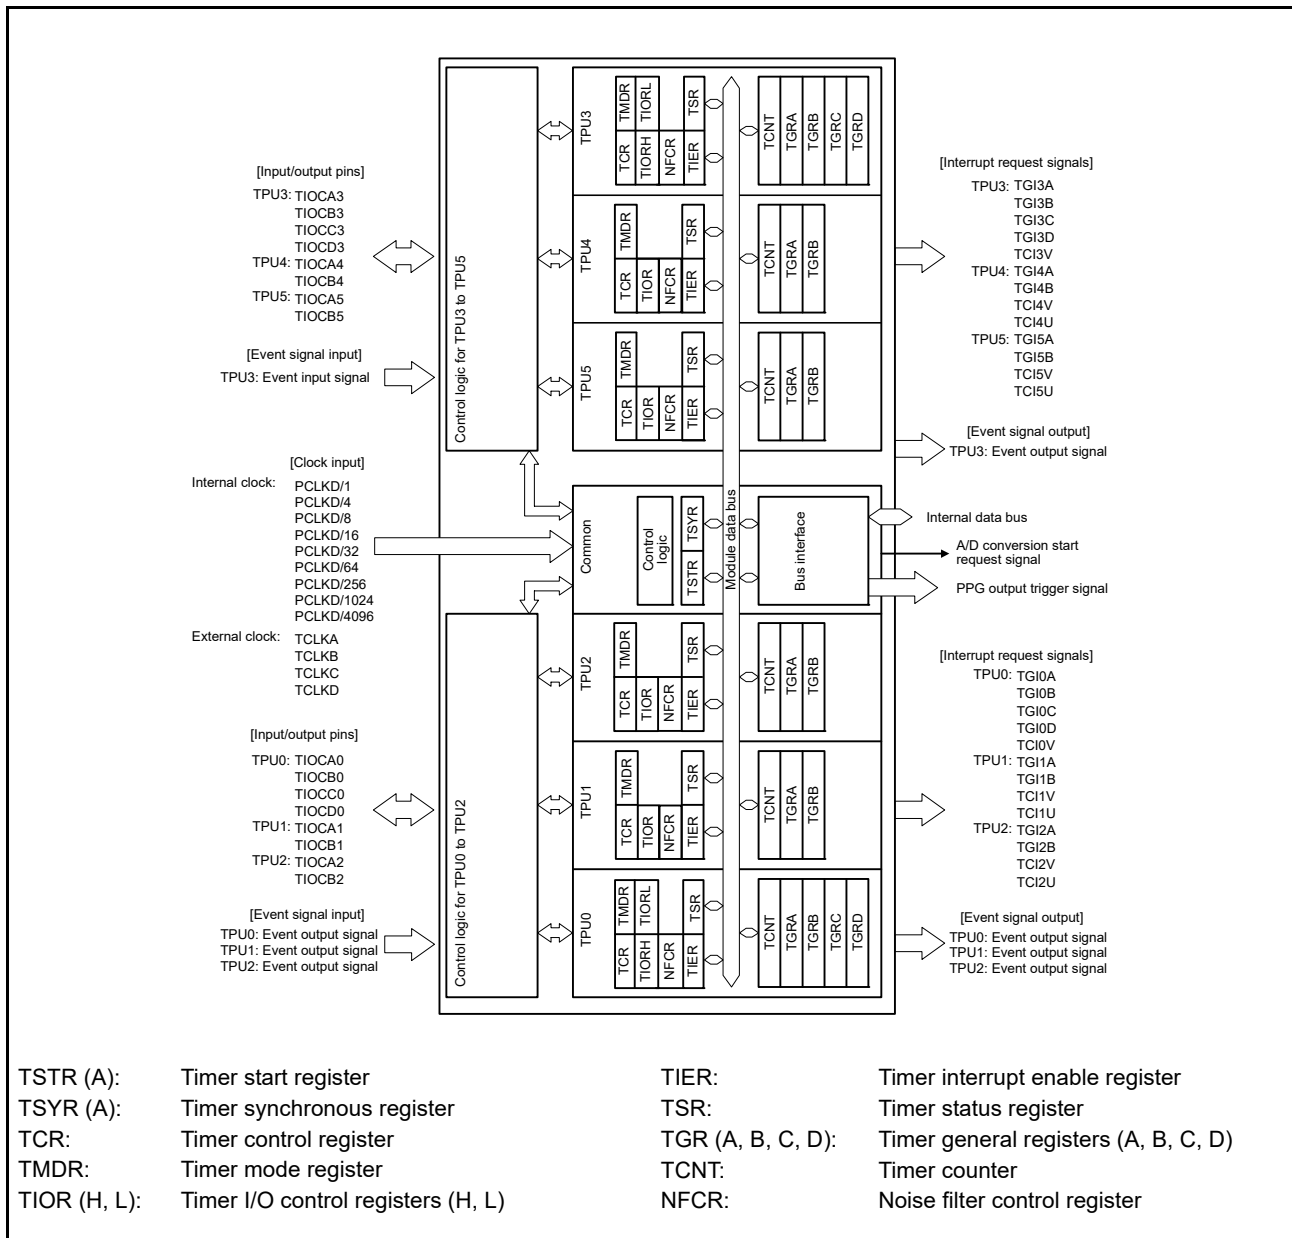 [Input/output pins]
TPU3: TIOCA3
TIOCB3
TIOCC3
TIOCD3
TPU4: TIOCA4
TIOCB4
TPU5: TIOCA5
TIOCB5
[Event signal input]
TPU3: Event input signal
[Clock input]
Internal clock: PCLKD/1
PCLKD/4
PCLKD/8
PCLKD/16
PCLKD/32
PCLKD/64
PCLKD/256
PCLKD/1024
PCLKD/4096
External clock: TCLKA
TCLKB
TCLKC
TCLKD
[Input/output pins]
TPU0: TIOCA0
TIOCB0
TIOCC0
TIOCD0
TPU1: TIOCA1
TIOCB1
TPU2: TIOCA2
TIOCB2
[Event signal input]
TPU0: Event output signal
TPU1: Event output signal
TPU2: Event output signal
Control logic for TPU3 to TPU5
Control logic for TPU0 to TPU2
TPU3
TMDR
TIORL
TSR
TCR
TIORH
NFCR
TIER
TCNT
TGRA
TGRB
TGRC
TGRD
TPU4
TMDR
TSR
TCR
TIOR
NFCR
TIER
TCNT
TGRA
TGRB
TPU5
TMDR
TSR
TCR
TIOR
NFCR
TIER
TCNT
TGRA
TGRB
Common
Control
logic
TSYR
TSTR
Module data bus
Bus interface
TPU2
TMDR
TSR
TCR
TIOR
NFCR
TIER
TCNT
TGRA
TGRB
TPU1
TMDR
TSR
TCR
TIOR
NFCR
TIER
TCNT
TGRA
TGRB
TPU0
TMDR
TIORL
TSR
TCR
TIORH
NFCR
TIER
TCNT
TGRA
TGRB
TGRC
TGRD
[Interrupt request signals]
TPU3: TGI3A
TGI3B
TGI3C
TGI3D
TCI3V
TPU4: TGI4A
TGI4B
TCI4V
TCI4U
TPU5: TGI5A
TGI5B
TCI5V
TCI5U
[Event signal output]
TPU3: Event output signal
Internal data bus
A/D conversion start
request signal
PPG output trigger signal
[Interrupt request signals]
TPU0: TGI0A
TGI0B
TGI0C
TGI0D
TCI0V
TPU1: TGI1A
TGI1B
TCI1V
TCI1U
TPU2: TGI2A
TGI2B
TCI2V
TCI2U
[Event signal output]
TPU0: Event output signal
TPU1: Event output signal
TPU2: Event output signal
TSTR (A): Timer start register
TSYR (A): Timer synchronous register
TCR: Timer control register
TMDR: Timer mode register
TIOR (H, L): Timer I/O control registers (H, L)
TIER: Timer interrupt enable register
TSR: Timer status register
TGR (A, B, C, D): Timer general registers (A, B, C, D)
TCNT: Timer counter
NFCR: Noise filter control register